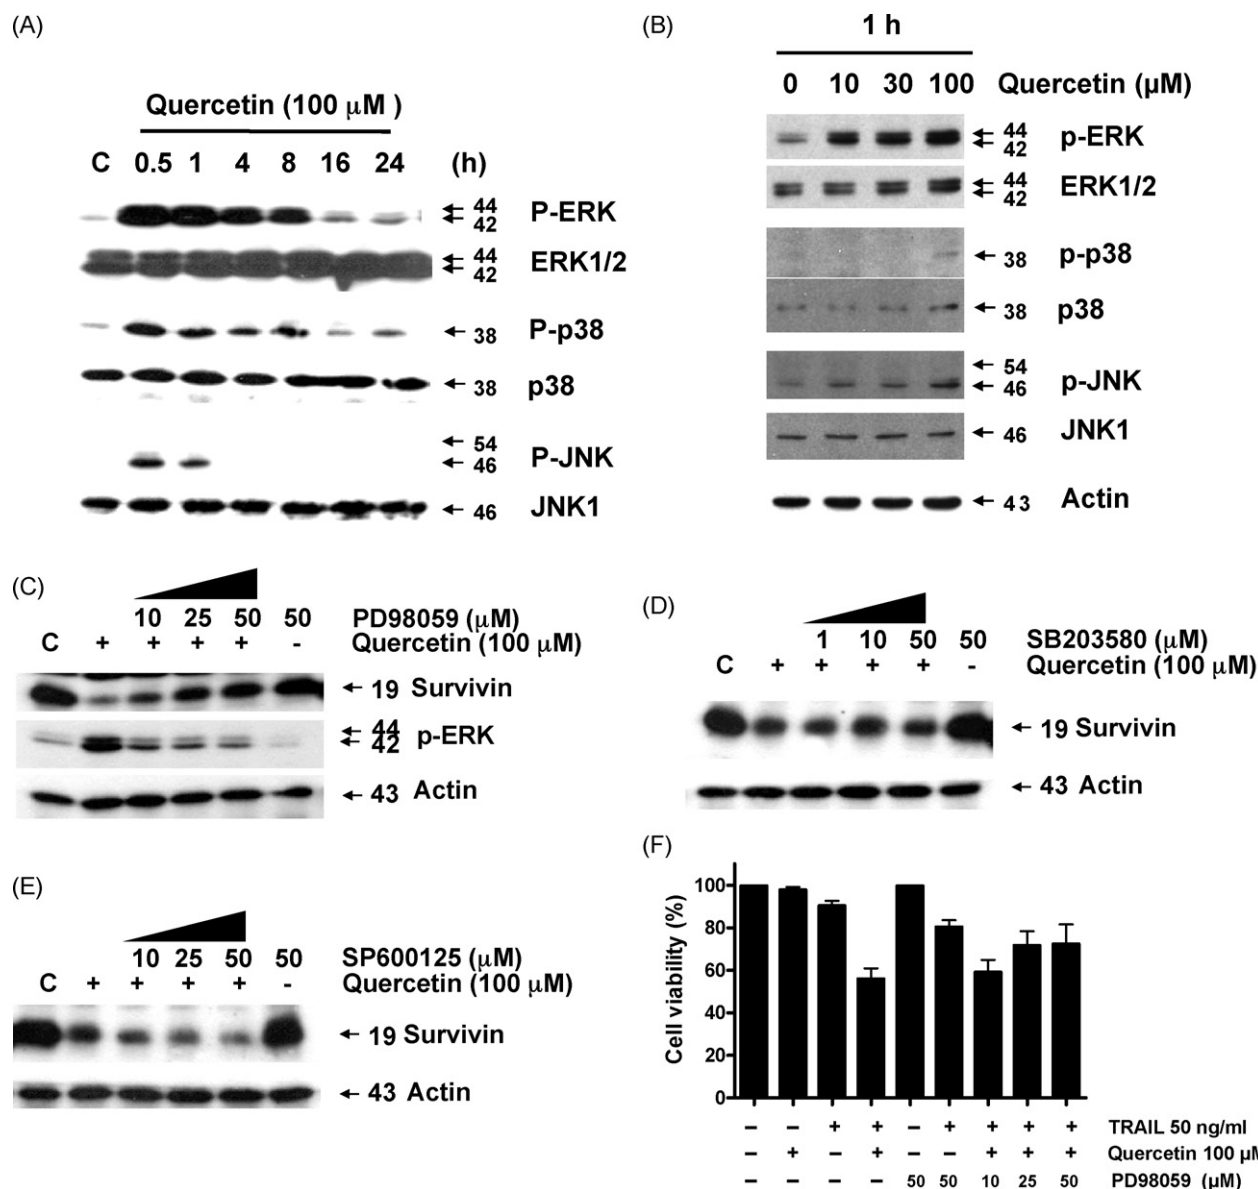 (A)
Quercetin (100 μM )
C 0.5 1 4 8 16 24 (h)
44
42
P-ERK
44
42
ERK1/2
38 P-p38
38 p38
54
46
P-JNK
46 JNK1
(B)
1 h
0 10 30 100 Quercetin (μM)
44
42
p-ERK
44
42
ERK1/2
38 p-p38
38 p38
54
46
p-JNK
46 JNK1
43 Actin
(C)
10 25 50 50 PD98059 (μM)
C + + + + - Quercetin (100 μM)
19 Survivin
44
42
p-ERK
43 Actin
(D)
1 10 50 50 SB203580 (μM)
C + + + + - Quercetin (100 μM)
19 Survivin
43 Actin
(E)
10 25 50 50 SP600125 (μM)
C + + + + - Quercetin (100 μM)
19 Survivin
43 Actin
(F)
Cell viability (%)
100
80
60
40
20
0
– – + + – + + + + TRAIL 50 ng/ml
– + – + – – + + + Quercetin 100 μM
– – – – 50 50 10 25 50 PD98059 (μM)